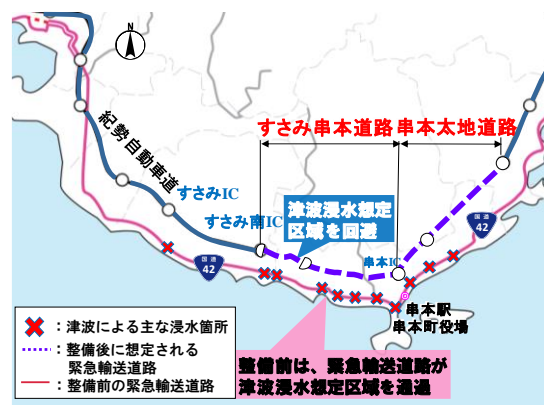 N
すさみ串本道路
串本太地道路
紀勢自動車道
すさみIC
すさみ南IC
津波浸水想定
区域を回避
国道
42
串本IC
国道
42
串本駅
串本町役場
：津波による主な浸水箇所
：整備後に想定される
緊急輸送道路
：整備前の緊急輸送道路
整備前は、緊急輸送道路が
津波浸水想定区域を通過